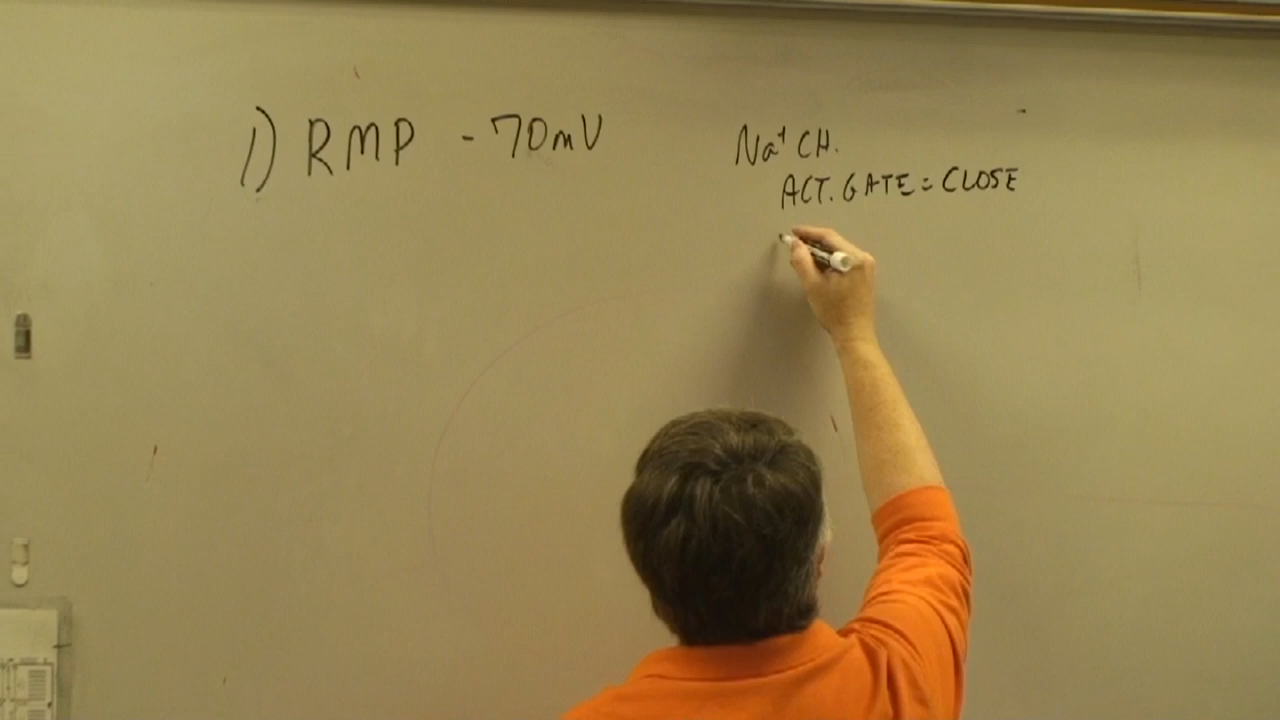 1) RMP - 70mV
Na+ CH.
ACT. GATE = CLOSE